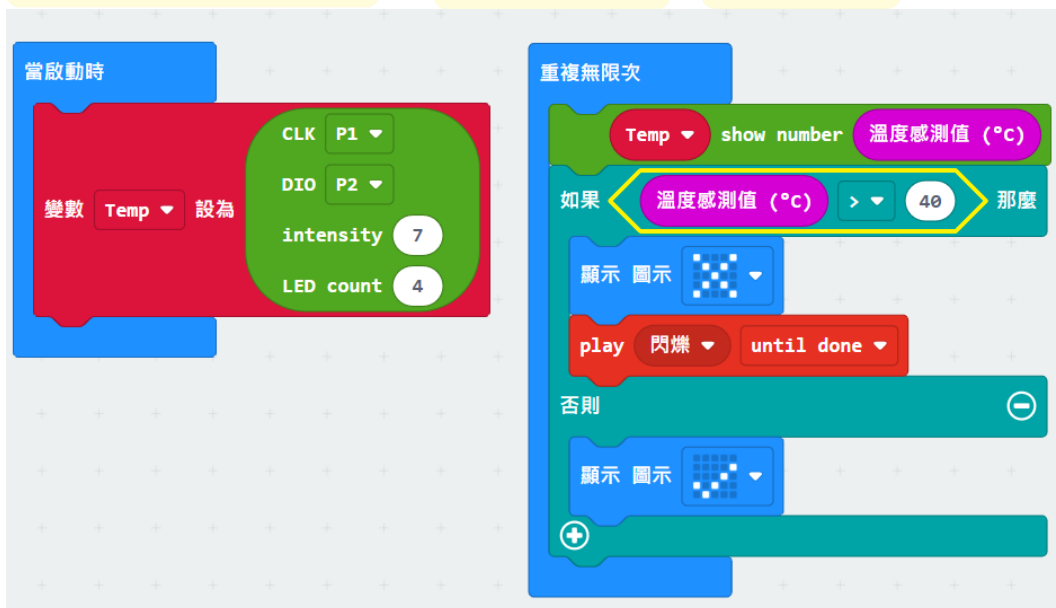 當啟動時
變數 Temp 設為
CLK P1
DIO P2
intensity 7
LED count 4
重複無限次
Temp show number 溫度感測值 (°C)
如果 溫度感測值 (°C) > 40 那麼
顯示 圖示
play 閃爍 until done
否則
顯示 圖示